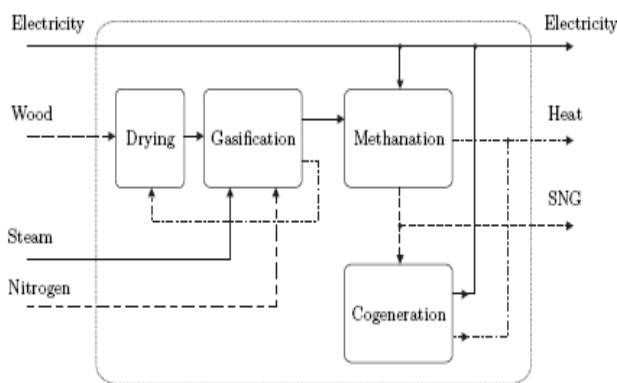 Electricity
Electricity
Wood
Heat
Drying
Gasification
Methanation
SNG
Steam
Nitrogen
Cogeneration